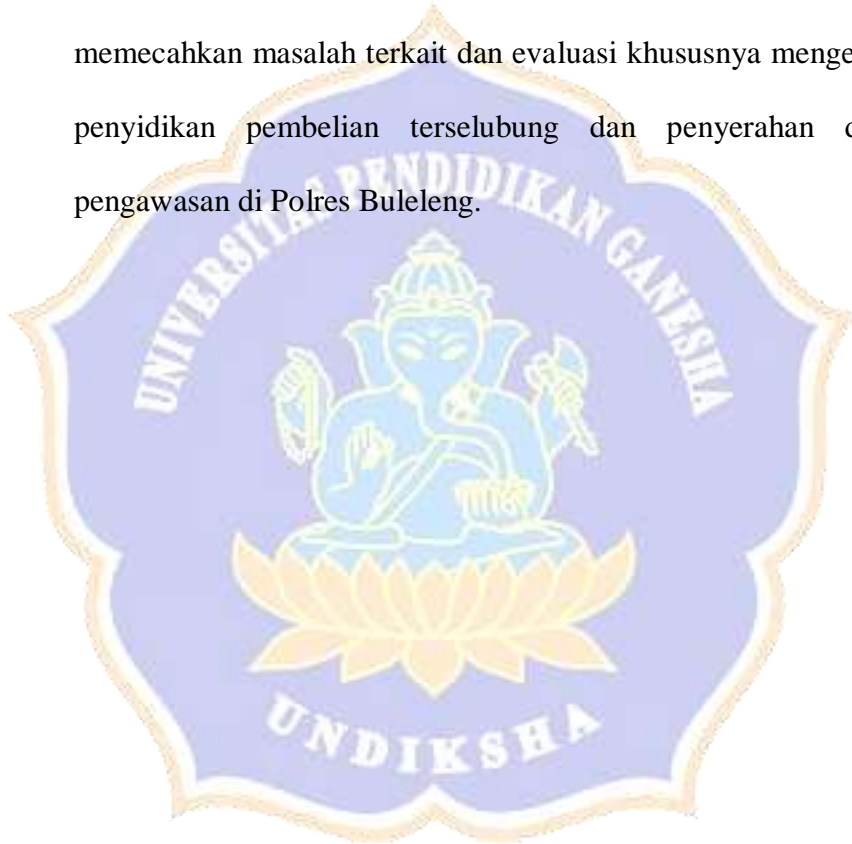 memecahkan masalah terkait dan evaluasi khususnya menge
penyidikan pembelian terselubung dan penyerahan
pengawasan di Polres Buleleng.
UNIVERSITAS PENDIDIKAN GANESHA
UNDIKSHA